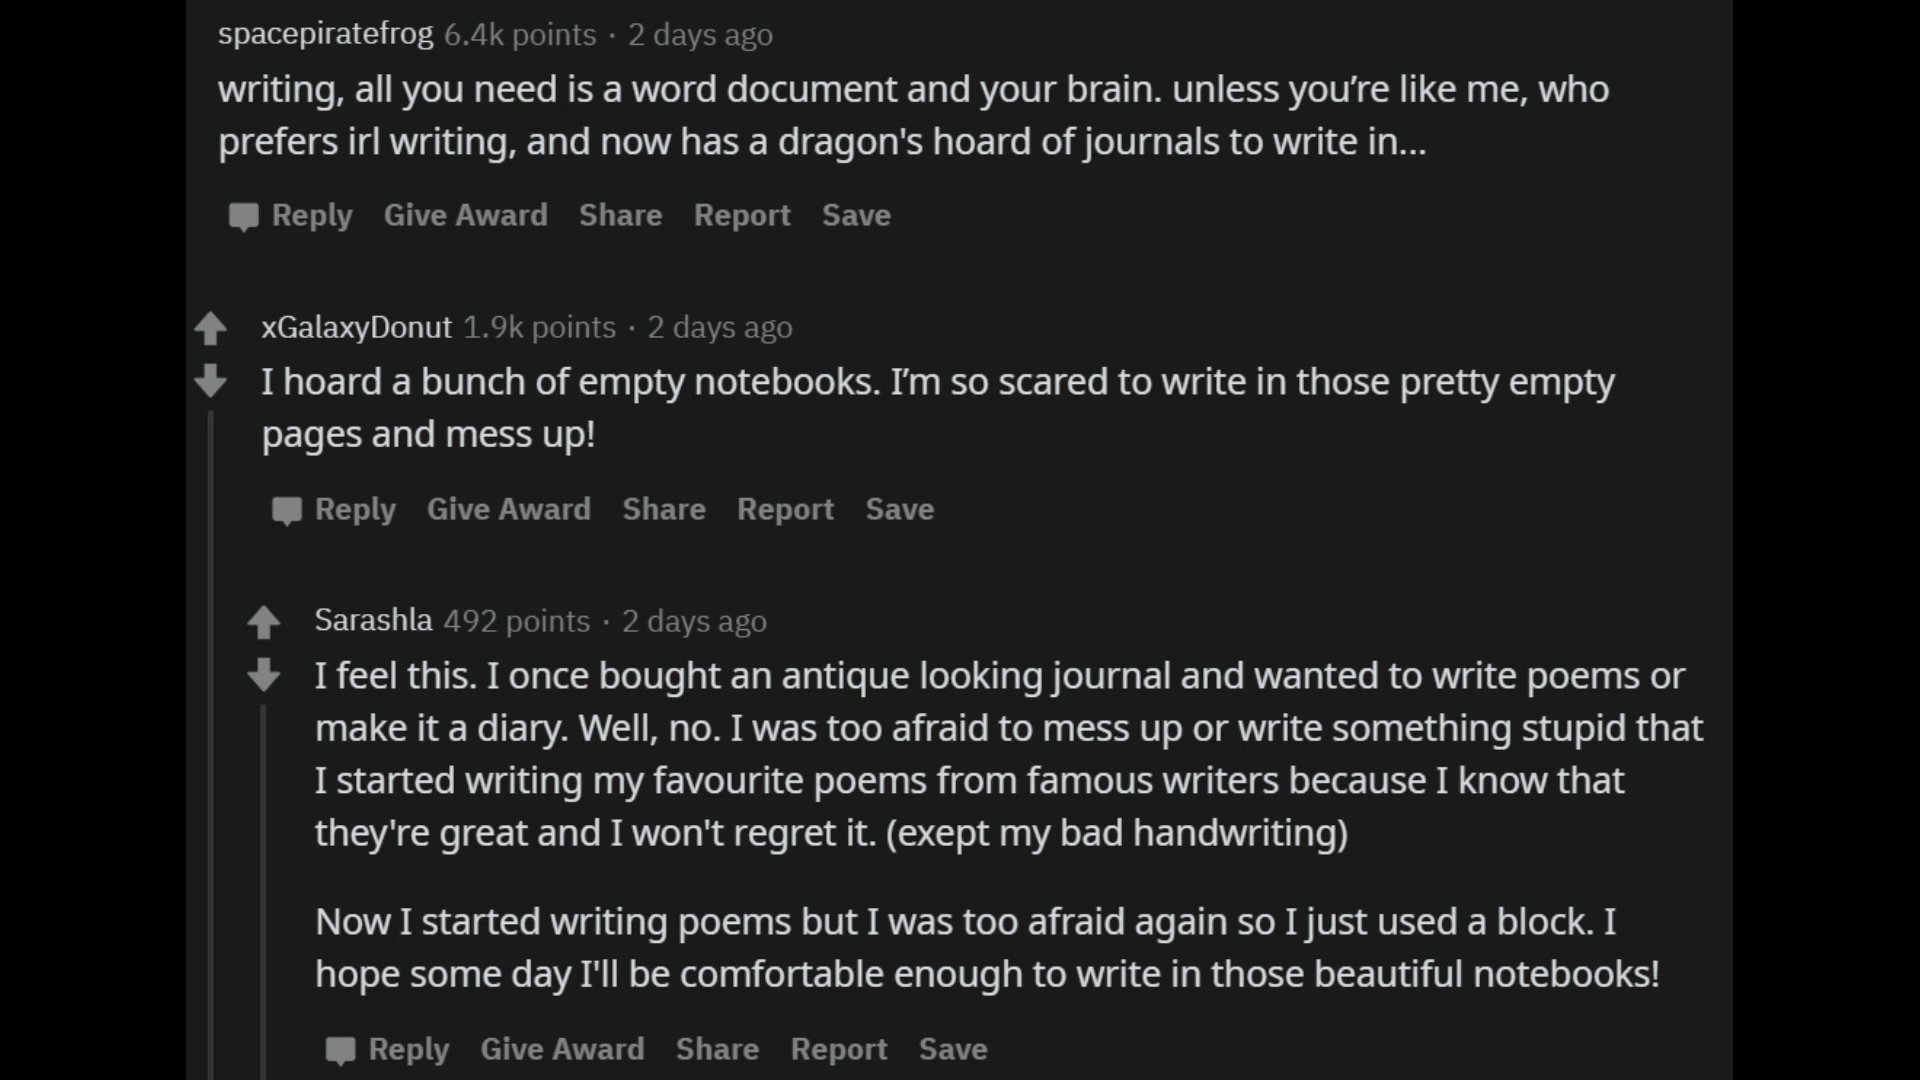 spacepiratefrog 6.4k points · 2 days ago
writing, all you need is a word document and your brain. unless you’re like me, who
prefers irl writing, and now has a dragon's hoard of journals to write in...
Reply Give Award Share Report Save
xGalaxyDonut 1.9k points · 2 days ago
I hoard a bunch of empty notebooks. I’m so scared to write in those pretty empty
pages and mess up!
Reply Give Award Share Report Save
Sarashla 492 points · 2 days ago
I feel this. I once bought an antique looking journal and wanted to write poems or
make it a diary. Well, no. I was too afraid to mess up or write something stupid that
I started writing my favourite poems from famous writers because I know that
they're great and I won't regret it. (exept my bad handwriting)
Now I started writing poems but I was too afraid again so I just used a block. I
hope some day I'll be comfortable enough to write in those beautiful notebooks!
Reply Give Award Share Report Save